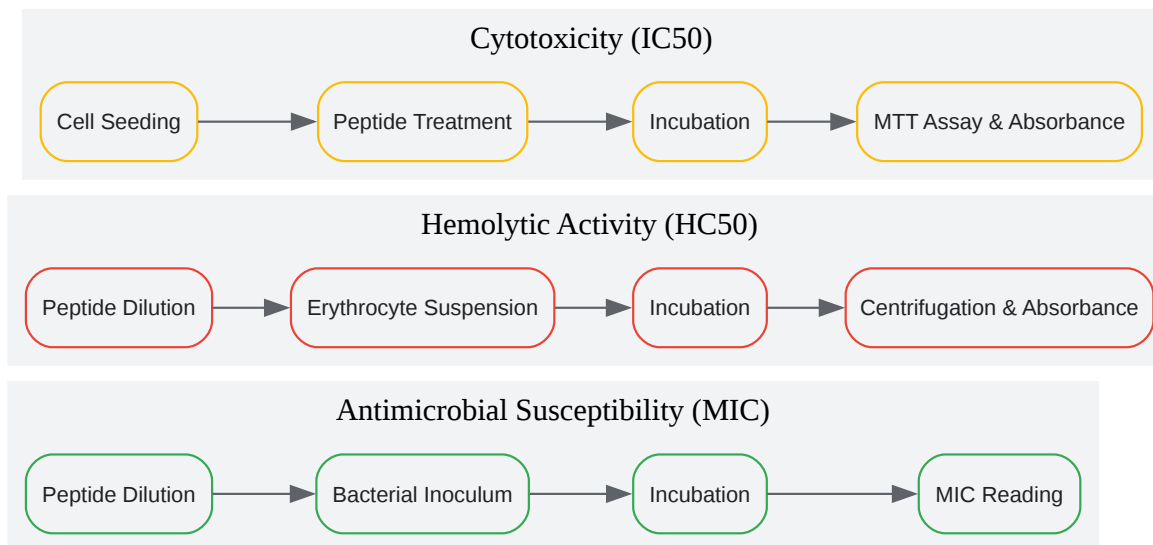 Cytotoxicity (IC50)
Cell Seeding
Peptide Treatment
Incubation
MTT Assay & Absorbance
Hemolytic Activity (HC50)
Peptide Dilution
Erythrocyte Suspension
Incubation
Centrifugation & Absorbance
Antimicrobial Susceptibility (MIC)
Peptide Dilution
Bacterial Inoculum
Incubation
MIC Reading